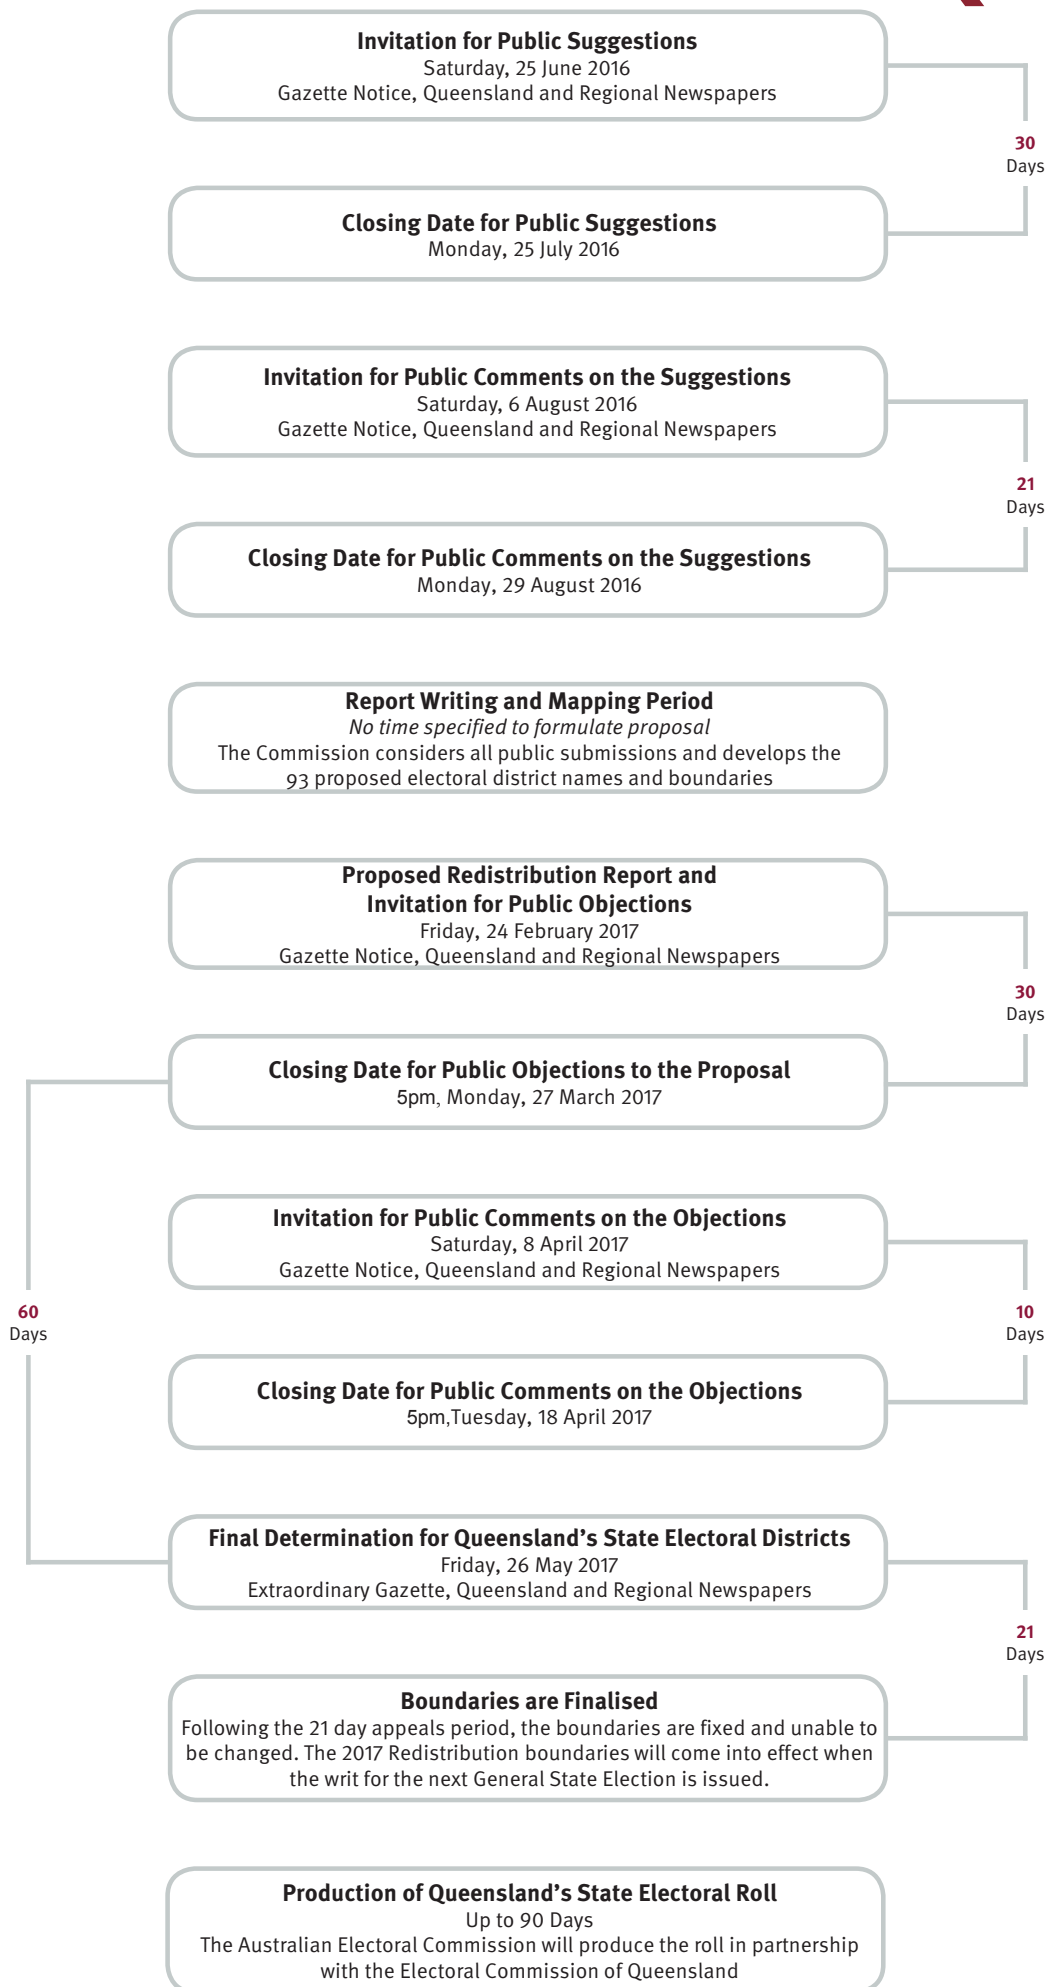 Invitation for Public Suggestions
Saturday, 25 June 2016
Gazette Notice, Queensland and Regional Newspapers
30
Days
Closing Date for Public Suggestions
Monday, 25 July 2016
Invitation for Public Comments on the Suggestions
Saturday, 6 August 2016
Gazette Notice, Queensland and Regional Newspapers
21
Days
Closing Date for Public Comments on the Suggestions
Monday, 29 August 2016
Report Writing and Mapping Period
No time specified to formulate proposal
The Commission considers all public submissions and develops the
93 proposed electoral district names and boundaries
Proposed Redistribution Report and
Invitation for Public Objections
Friday, 24 February 2017
Gazette Notice, Queensland and Regional Newspapers
30
Days
Closing Date for Public Objections to the Proposal
5pm, Monday, 27 March 2017
Invitation for Public Comments on the Objections
Saturday, 8 April 2017
Gazette Notice, Queensland and Regional Newspapers
60
Days
10
Days
Closing Date for Public Comments on the Objections
5pm,Tuesday, 18 April 2017
Final Determination for Queensland's State Electoral Districts
Friday, 26 May 2017
Extraordinary Gazette, Queensland and Regional Newspapers
21
Days
Boundaries are Finalised
Following the 21 day appeals period, the boundaries are fixed and unable to
be changed. The 2017 Redistribution boundaries will come into effect when
the writ for the next General State Election is issued.
Production of Queensland's State Electoral Roll
Up to 90 Days
The Australian Electoral Commission will produce the roll in partnership
with the Electoral Commission of Queensland